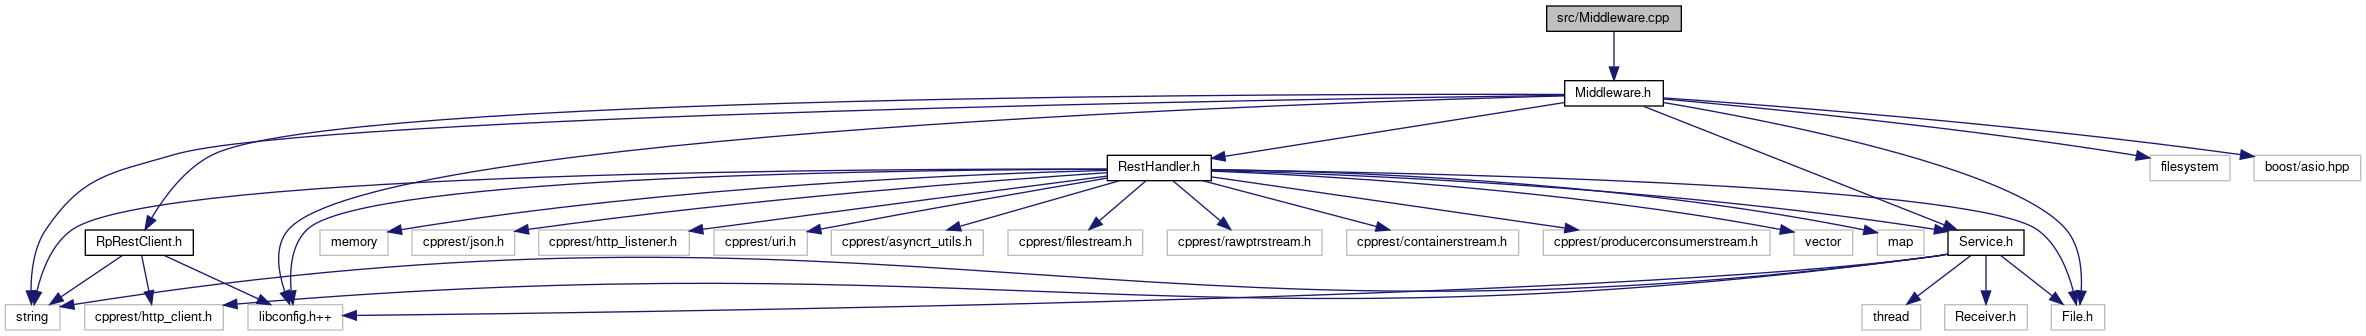 src/Middleware.cpp
Middleware.h
RestHandler.h
filesystem
boost/asio.hpp
RpRestClient.h
memory
cpprest/json.h
cpprest/http_listener.h
cpprest/uri.h
cpprest/asyncrt_utils.h
cpprest/filestream.h
cpprest/rawptrstream.h
cpprest/containerstream.h
cpprest/producerconsumerstream.h
vector
map
Service.h
string
cpprest/http_client.h
libconfig.h++
thread
Receiver.h
File.h